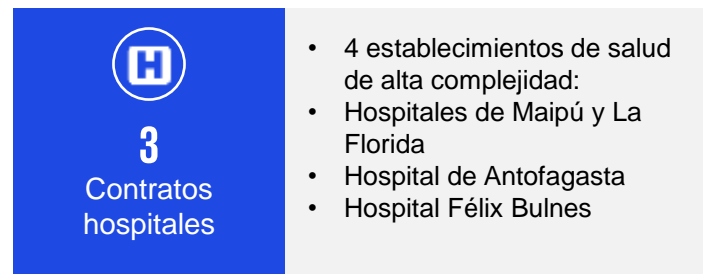 H
3
Contratos
hospitales
• 4 establecimientos de salud
de alta complejidad:
• Hospitales de Maipú y La
Florida
• Hospital de Antofagasta
• Hospital Félix Bulnes